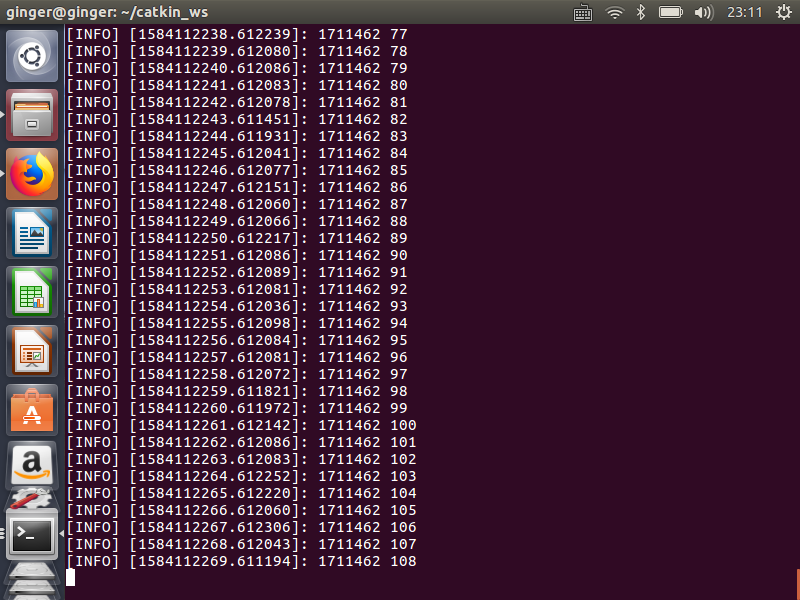 ginger@ginger: ~/catkin_ws 23:11
[INFO] [1584112238.612239]: 1711462 77
[INFO] [1584112239.612080]: 1711462 78
[INFO] [1584112240.612086]: 1711462 79
[INFO] [1584112241.612083]: 1711462 80
[INFO] [1584112242.612078]: 1711462 81
[INFO] [1584112243.611451]: 1711462 82
[INFO] [1584112244.611931]: 1711462 83
[INFO] [1584112245.612041]: 1711462 84
[INFO] [1584112246.612077]: 1711462 85
[INFO] [1584112247.612151]: 1711462 86
[INFO] [1584112248.612060]: 1711462 87
[INFO] [1584112249.612066]: 1711462 88
[INFO] [1584112250.612217]: 1711462 89
[INFO] [1584112251.612086]: 1711462 90
[INFO] [1584112252.612089]: 1711462 91
[INFO] [1584112253.612081]: 1711462 92
[INFO] [1584112254.612036]: 1711462 93
[INFO] [1584112255.612098]: 1711462 94
[INFO] [1584112256.612084]: 1711462 95
[INFO] [1584112257.612081]: 1711462 96
[INFO] [1584112258.612072]: 1711462 97
[INFO] [1584112259.611821]: 1711462 98
[INFO] [1584112260.611972]: 1711462 99
[INFO] [1584112261.612142]: 1711462 100
[INFO] [1584112262.612086]: 1711462 101
[INFO] [1584112263.612083]: 1711462 102
[INFO] [1584112264.612252]: 1711462 103
[INFO] [1584112265.612220]: 1711462 104
[INFO] [1584112266.612060]: 1711462 105
[INFO] [1584112267.612306]: 1711462 106
[INFO] [1584112268.612043]: 1711462 107
[INFO] [1584112269.611194]: 1711462 108